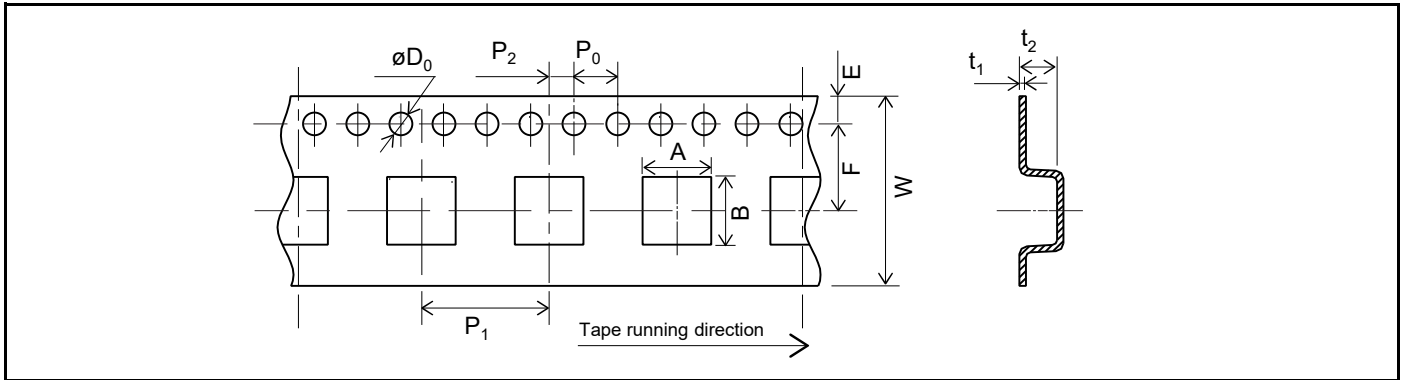 øD₀
P₂
P₀
E
t₁
t₂
A
B
F
W
P₁
Tape running direction